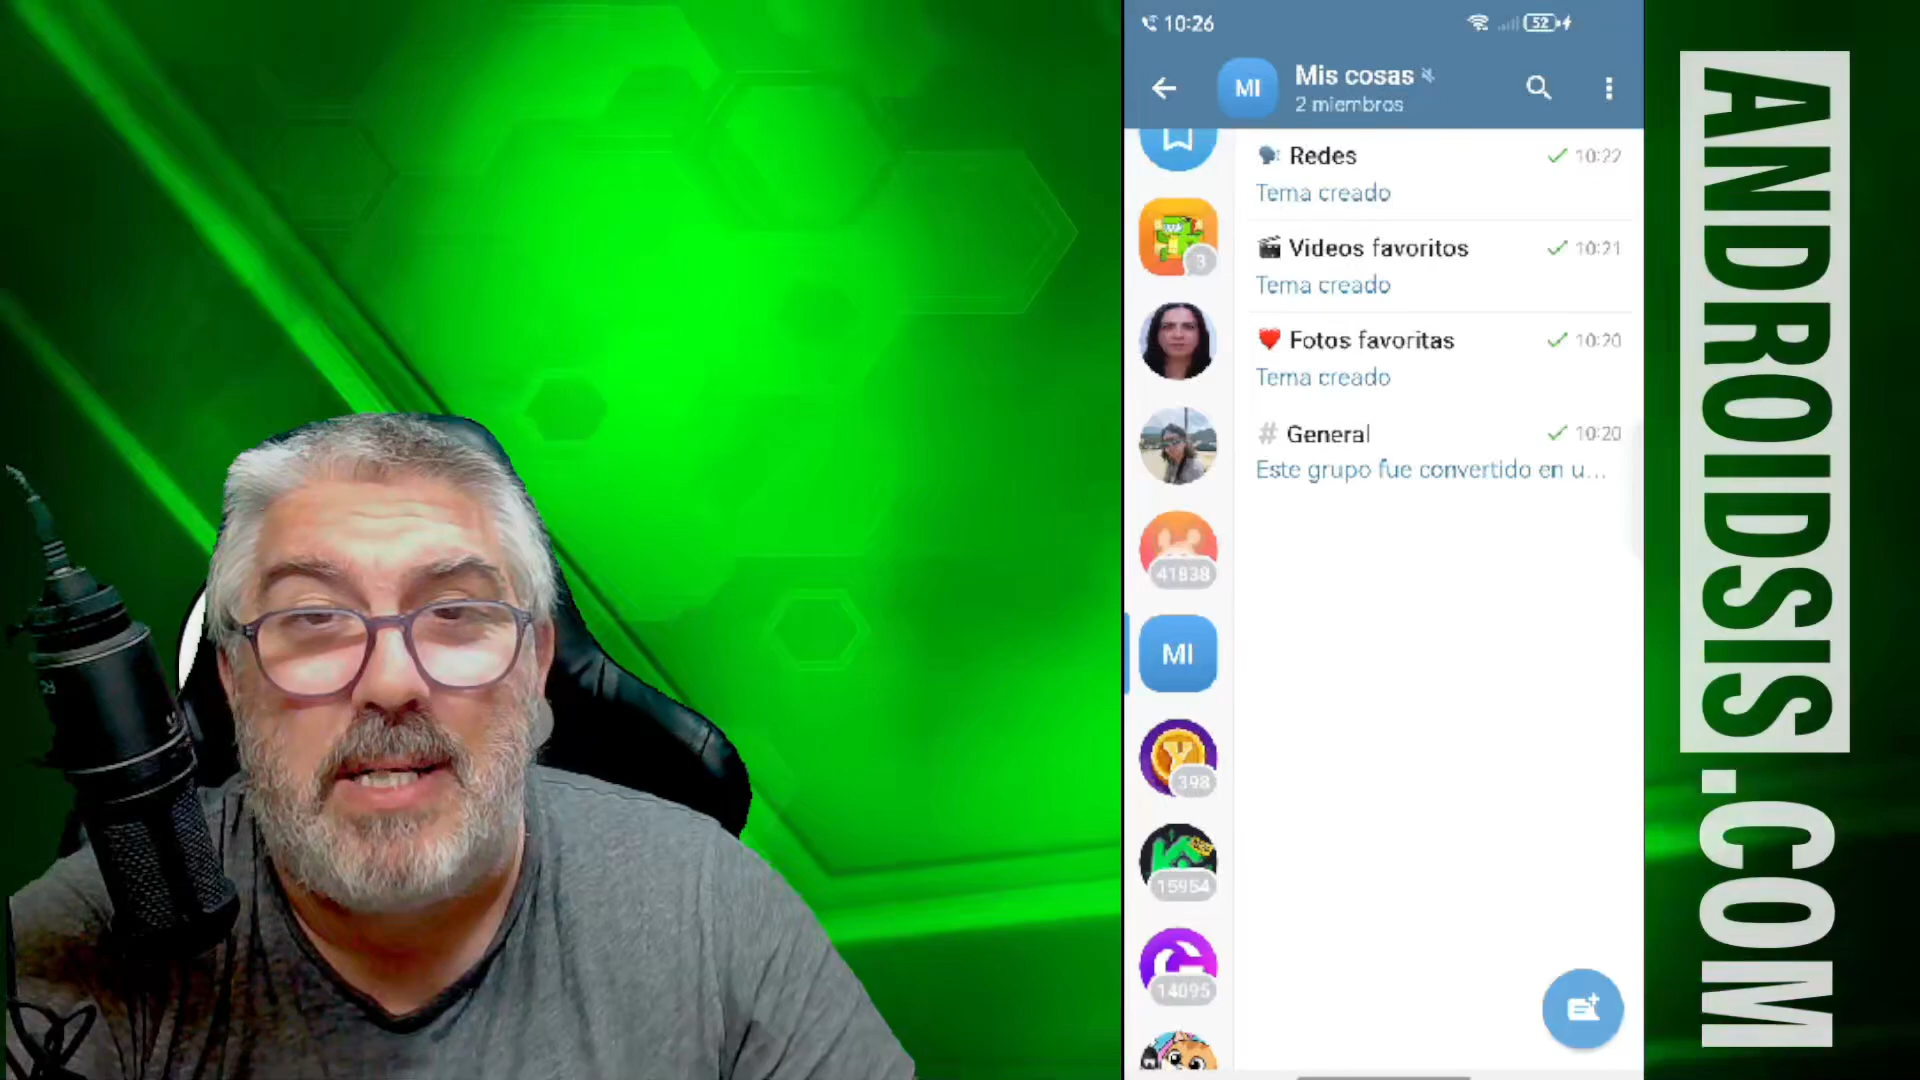 10:26
52
MI
Mis cosas
2 miembros
Redes
10:22
Tema creado
3
Videos favoritos
10:21
Tema creado
Fotos favoritas
10:20
Tema creado
# General
10:20
Este grupo fue convertido en u...
41838
MI
398
15954
14095
ANDROIDSIS.COM